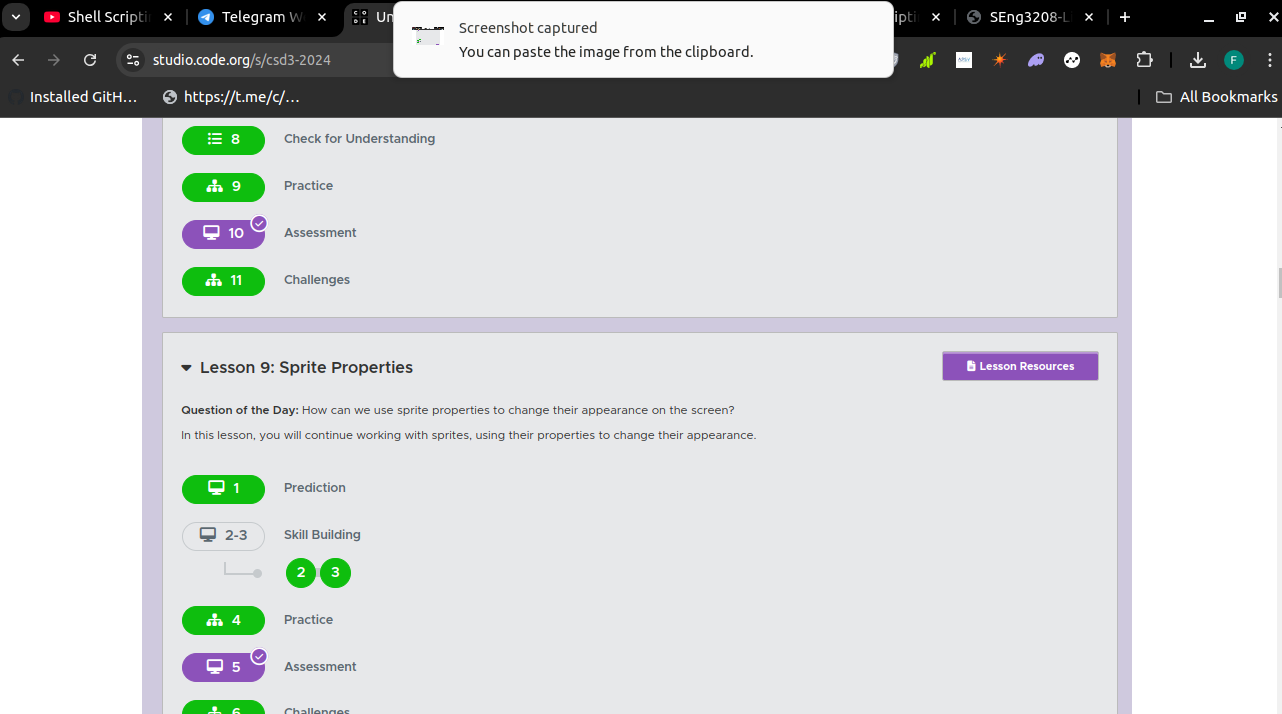 Shell Scriptin
Telegram W
Un
ptin
SEng3208-L
Screenshot captured
You can paste the image from the clipboard.
studio.code.org/s/csd3-2024
F
Installed GitH...
https://t.me/c/...
All Bookmarks
8 Check for Understanding
9 Practice
10 Assessment
11 Challenges
Lesson 9: Sprite Properties
Lesson Resources
Question of the Day: How can we use sprite properties to change their appearance on the screen?
In this lesson, you will continue working with sprites, using their properties to change their appearance.
1 Prediction
2-3 Skill Building
2 3
4 Practice
5 Assessment
6 Challenges